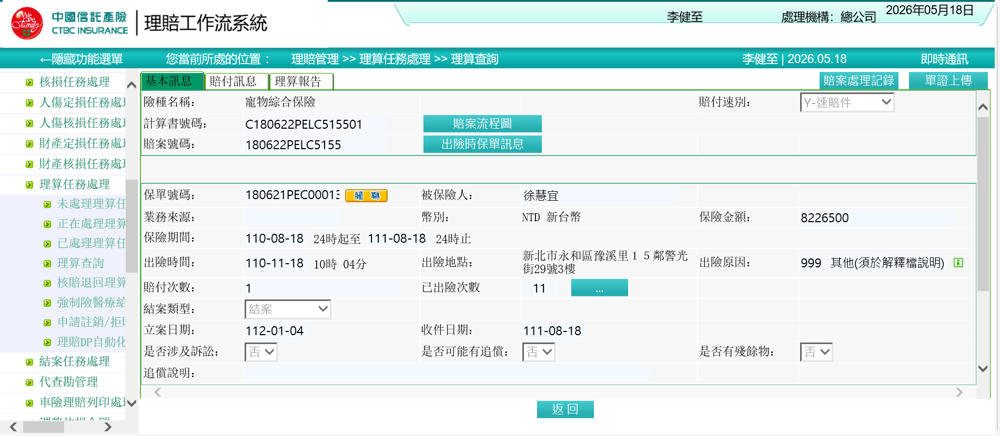 We are Family
中國信託產險
CTBC INSURANCE
理賠工作流系統
李健至 處理機構：總公司 2026年05月18日
←隱藏功能選單 您當前所處的位置： 理賠管理 >> 理算任務處理 >> 理算查詢 李健至 | 2026.05.18 即時通訊
核損任務處理
人傷定損任務處
人傷核損任務處
財產定損任務處
財產核損任務處
理算任務處理
未處理理算任
正在處理理算
已處理理算任
理算查詢
核賠退回理算
強制險醫療給
申請註銷/拒
理賠DP自動化
結案任務處理
代查勘管理
車險理賠列印處
基本訊息 賠付訊息 理算報告 賠案處理記錄 單證上傳
險種名稱： 寵物綜合保險 賠付速別： Y-速賠件
計算書號碼： C180622PELC515501 賠案流程圖
賠案號碼： 180622PELC5155 出險時保單訊息
保單號碼： 180621PEC00013 關聯 被保險人： 徐慧宜
業務來源： 幣別： NTD 新台幣 保險金額： 8226500
保險期間： 110-08-18 24時起至 111-08-18 24時止
出險時間： 110-11-18 10時 04分 出險地點： 新北市永和區豫溪里１５鄰警光
街29號3樓 出險原因： 999 其他(須於解釋檔說明)
賠付次數： 1 已出險次數 11 ...
結案類型： 結案
立案日期： 112-01-04 收件日期： 111-08-18
是否涉及訴訟： 否 是否可能有追償： 否 是否有殘餘物： 否
追償說明：
返 回